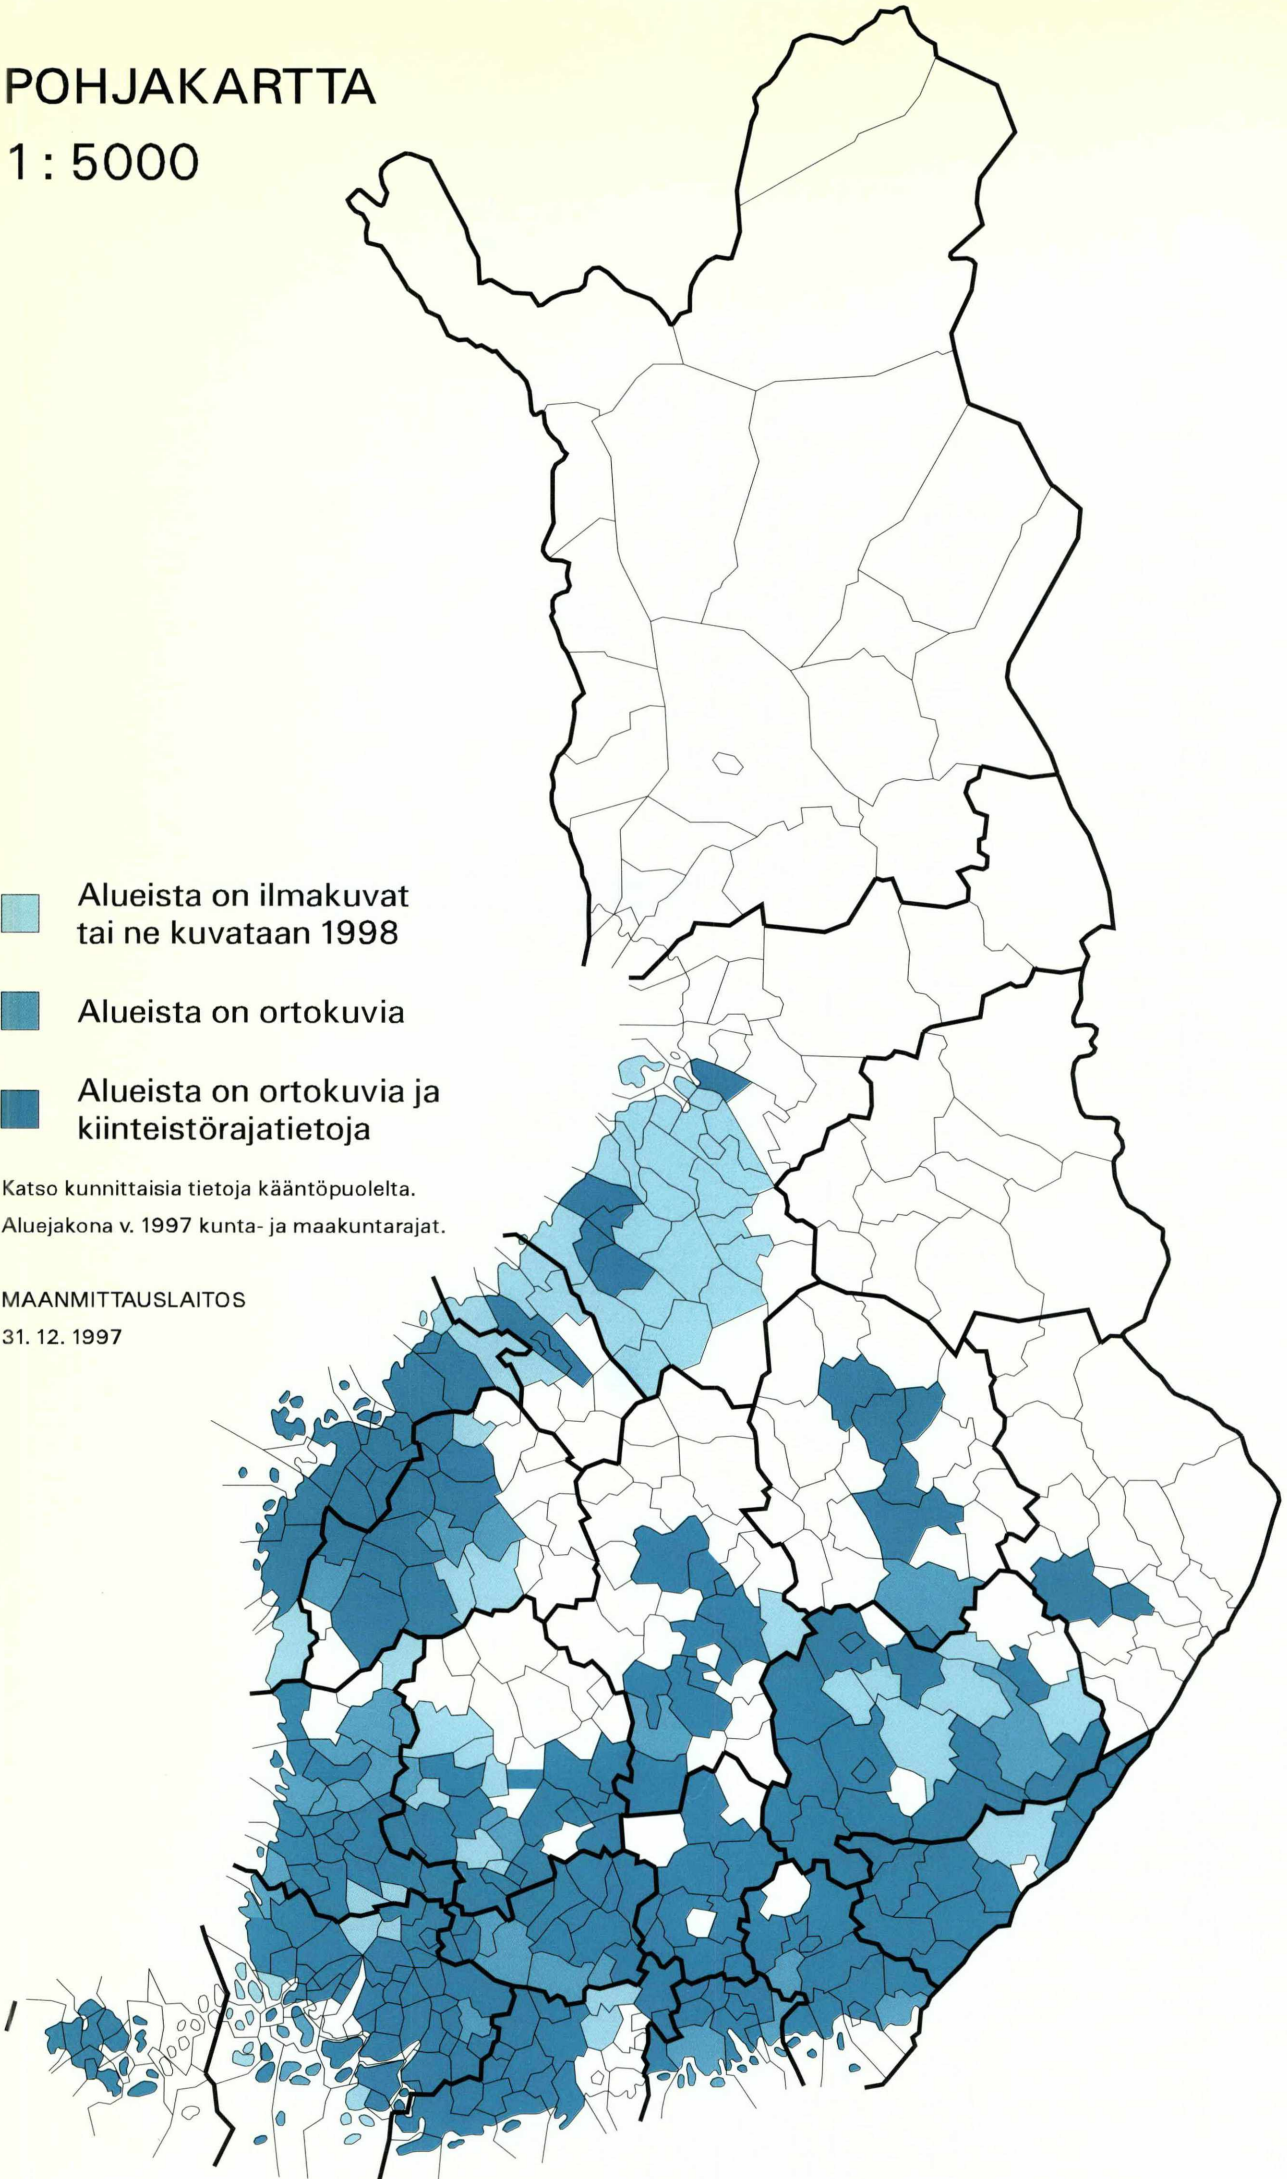 POHJAKARTTA
1 : 5000
Alueista on ilmakuvat
tai ne kuvataan 1998
Alueista on ortokuvia
Alueista on ortokuvia ja
kiinteistörajatietoja
Katso kunnittaisia tietoja kääntöpuolelta.
Aluejakona v. 1997 kunta- ja maakuntarajat.
MAANMITTAUSLAITOS
31. 12. 1997